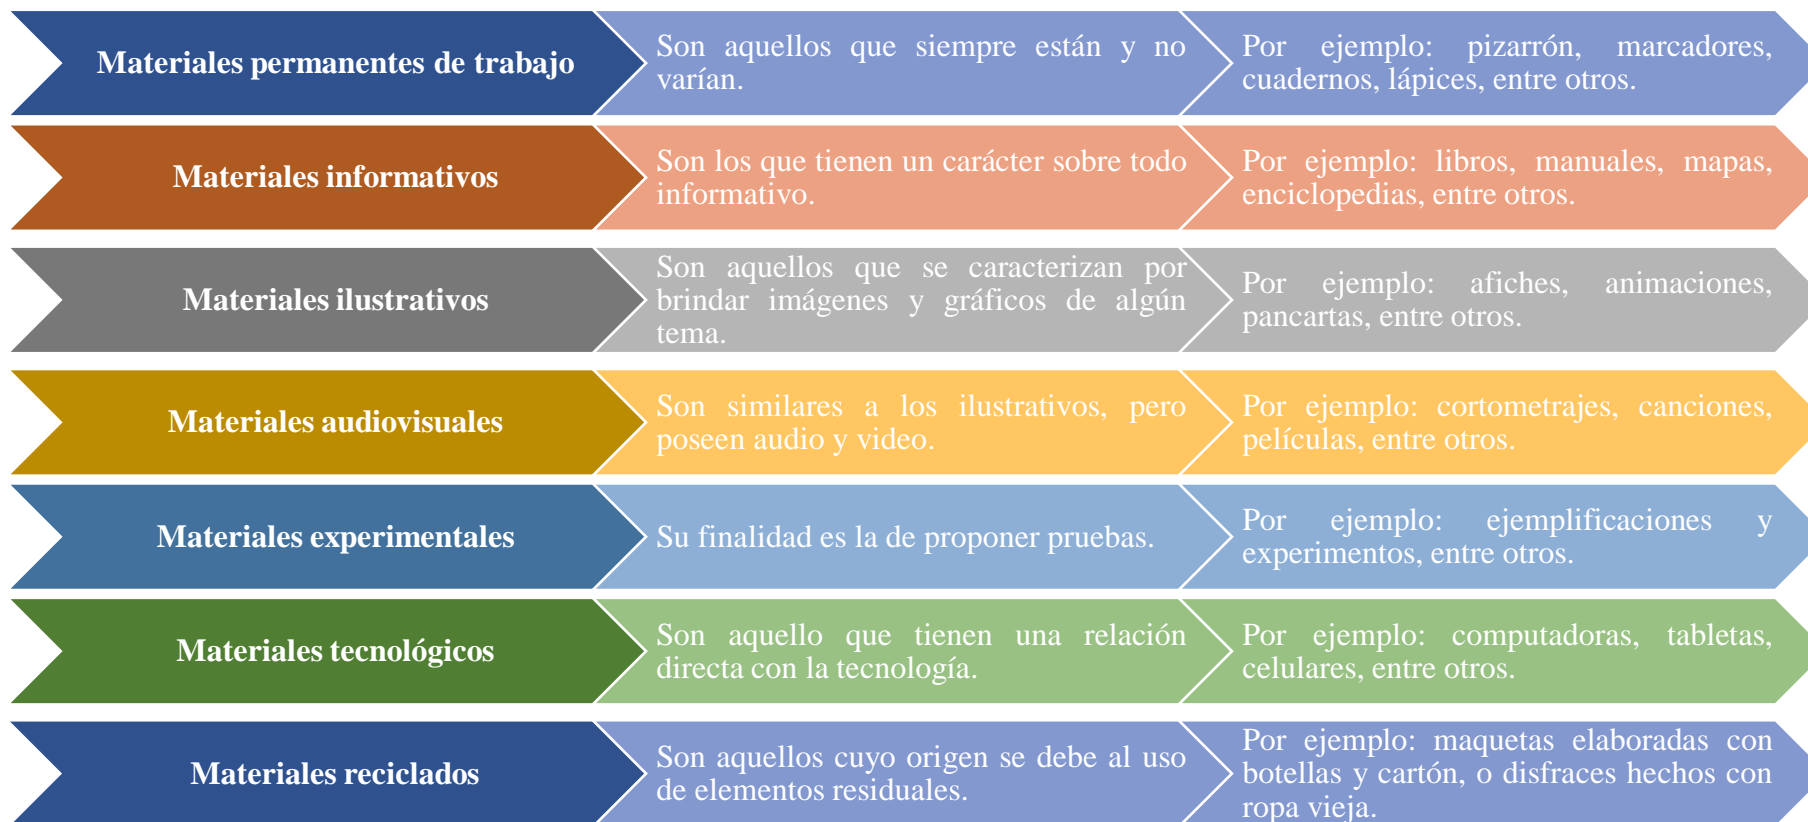 Materiales permanentes de trabajo
Son aquellos que siempre están y no
varían.
Por ejemplo: pizarrón, marcadores,
cuadernos, lápices, entre otros.
Materiales informativos
Son los que tienen un carácter sobre todo
informativo.
Por ejemplo: libros, manuales, mapas,
enciclopedias, entre otros.
Materiales ilustrativos
Son aquellos que se caracterizan por
brindar imágenes y gráficos de algún
tema.
Por ejemplo: afiches, animaciones,
pancartas, entre otros.
Materiales audiovisuales
Son similares a los ilustrativos, pero
poseen audio y video.
Por ejemplo: cortometrajes, canciones,
películas, entre otros.
Materiales experimentales
Su finalidad es la de proponer pruebas.
Por ejemplo: ejemplificaciones y
experimentos, entre otros.
Materiales tecnológicos
Son aquello que tienen una relación
directa con la tecnología.
Por ejemplo: computadoras, tabletas,
celulares, entre otros.
Materiales reciclados
Son aquellos cuyo origen se debe al uso
de elementos residuales.
Por ejemplo: maquetas elaboradas con
botellas y cartón, o disfraces hechos con
ropa vieja.